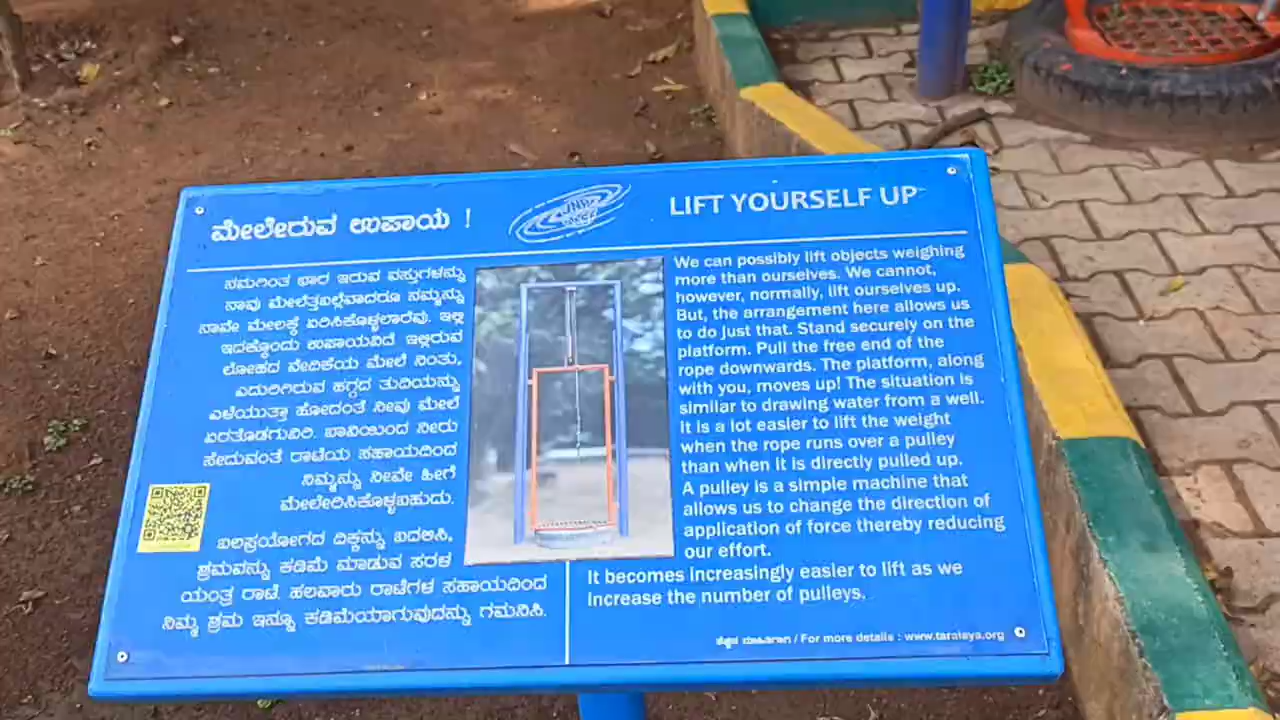 ಮೇಲೇರುವ ಉಪಾಯ !
ನಮಗಿಂತ ಭಾರ ಇರುವ ವಸ್ತುಗಳನ್ನು
ನಾವು ಮೇಲೆತ್ತಬಲ್ಲೆವಾದರೂ ನಮ್ಮನ್ನು
ನಾವೇ ಮೇಲಕ್ಕೆ ಏರಿಸಿಕೊಳ್ಳಲಾರೆವು. ಇಲ್ಲಿ
ಇದಕ್ಕೊಂದು ಉಪಾಯವಿದೆ ಇಲ್ಲಿರುವ
ಲೋಹದ ವೇದಿಕೆಯ ಮೇಲೆ ನಿಂತು,
ಎದುರಿಗಿರುವ ಹಗ್ಗದ ತುದಿಯನ್ನು
ಎಳೆಯುತ್ತಾ ಹೋದಂತೆ ನೀವು ಮೇಲೆ
ಏರತೊಡಗುವಿರಿ. ಬಾವಿಯಿಂದ ನೀರು
ಸೇದುವಂತೆ ರಾಟೆಯ ಸಹಾಯದಿಂದ
ನಿಮ್ಮನ್ನು ನೀವೇ ಹೀಗೆ
ಮೇಲೇರಿಸಿಕೊಳ್ಳಬಹುದು.
ಬಲಪ್ರಯೋಗದ ದಿಕ್ಕನ್ನು ಬದಲಿಸಿ,
ಶ್ರಮವನ್ನು ಕಡಿಮೆ ಮಾಡುವ ಸರಳ
ಯಂತ್ರ ರಾಟೆ. ಹಲವಾರು ರಾಟೆಗಳ ಸಹಾಯದಿಂದ
ನಿಮ್ಮ ಶ್ರಮ ಇನ್ನೂ ಕಡಿಮೆಯಾಗುವುದನ್ನು ಗಮನಿಸಿ.
LIFT YOURSELF UP
We can possibly lift objects weighing
more than ourselves. We cannot,
however, normally, lift ourselves up.
But, the arrangement here allows us
to do just that. Stand securely on the
platform. Pull the free end of the
rope downwards. The platform, along
with you, moves up! The situation is
similar to drawing water from a well.
It is a lot easier to lift the weight
when the rope runs over a pulley
than when it is directly pulled up.
A pulley is a simple machine that
allows us to change the direction of
application of force thereby reducing
our effort.
It becomes increasingly easier to lift as we
increase the number of pulleys.
ಹೆಚ್ಚಿನ ಮಾಹಿತಿಗಾಗಿ / For more details : www.taralaya.org